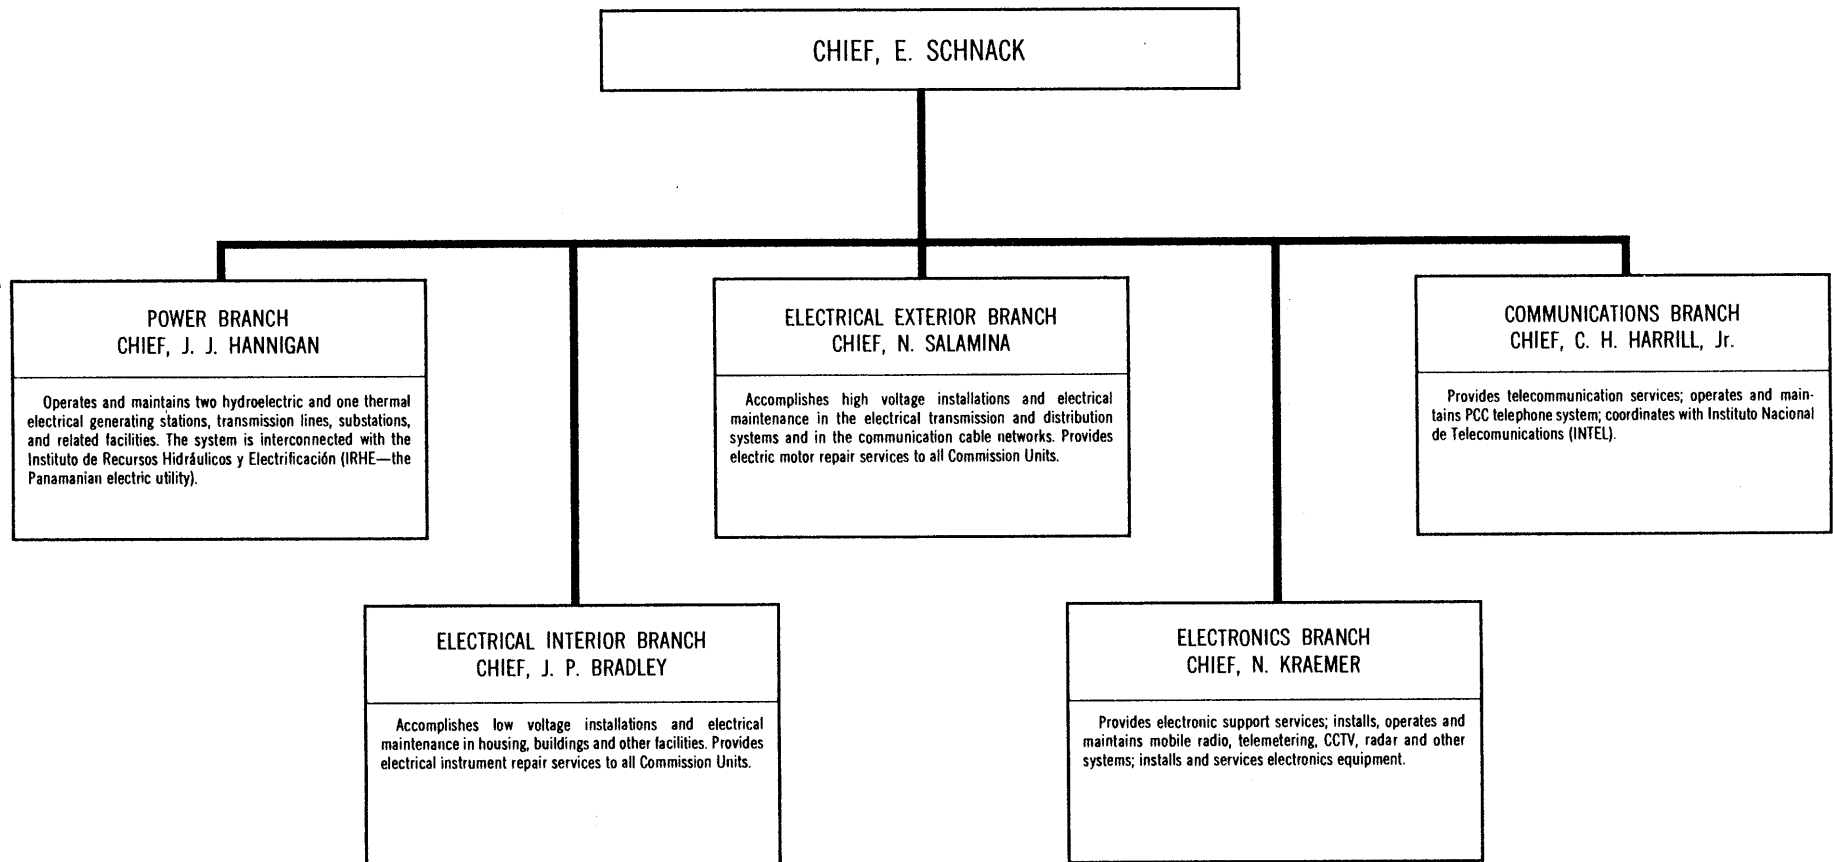 CHIEF, E. SCHNACK
POWER BRANCH
CHIEF, J. J. HANNIGAN
Operates and maintains two hydroelectric and one thermal
electrical generating stations, transmission lines, substations,
and related facilities. The system is interconnected with the
Instituto de Recursos Hidráulicos y Electrificación (IRHE—the
Panamanian electric utility).
ELECTRICAL EXTERIOR BRANCH
CHIEF, N. SALAMINA
Accomplishes high voltage installations and electrical
maintenance in the electrical transmission and distribution
systems and in the communication cable networks. Provides
electric motor repair services to all Commission Units.
COMMUNICATIONS BRANCH
CHIEF, C. H. HARRILL, Jr.
Provides telecommunication services; operates and main-
tains PCC telephone system; coordinates with Instituto Nacional
de Telecomunications (INTEL).
ELECTRICAL INTERIOR BRANCH
CHIEF, J. P. BRADLEY
Accomplishes low voltage installations and electrical
maintenance in housing, buildings and other facilities. Provides
electrical instrument repair services to all Commission Units.
ELECTRONICS BRANCH
CHIEF, N. KRAEMER
Provides electronic support services; installs, operates and
maintains mobile radio, telemetering, CCTV, radar and other
systems; installs and services electronics equipment.